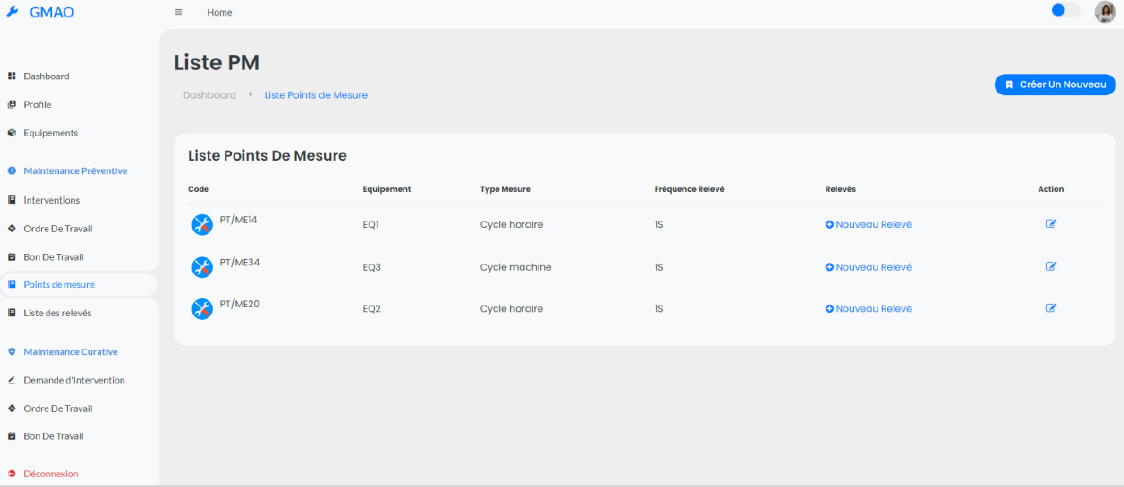 GMAO
Home
Dashboard
Profile
Equipements
Maintenance Préventive
Interventions
Ordre De Travail
Bon De Travail
Points de mesure
Liste des relevés
Maintenance Curative
Demande d'Intervention
Ordre De Travail
Bon De Travail
Déconnexion
Liste PM
Dashboard Liste Points de Mesure
Créer Un Nouveau
Liste Points De Mesure
Code Equipement Type Mesure Fréquence Relevé Relevés Action
PT/ME14 EQ1 Cycle horaire 1S Nouveau Relevé
PT/ME34 EQ3 Cycle machine 1S Nouveau Relevé
PT/ME20 EQ2 Cycle horaire 1S Nouveau Relevé